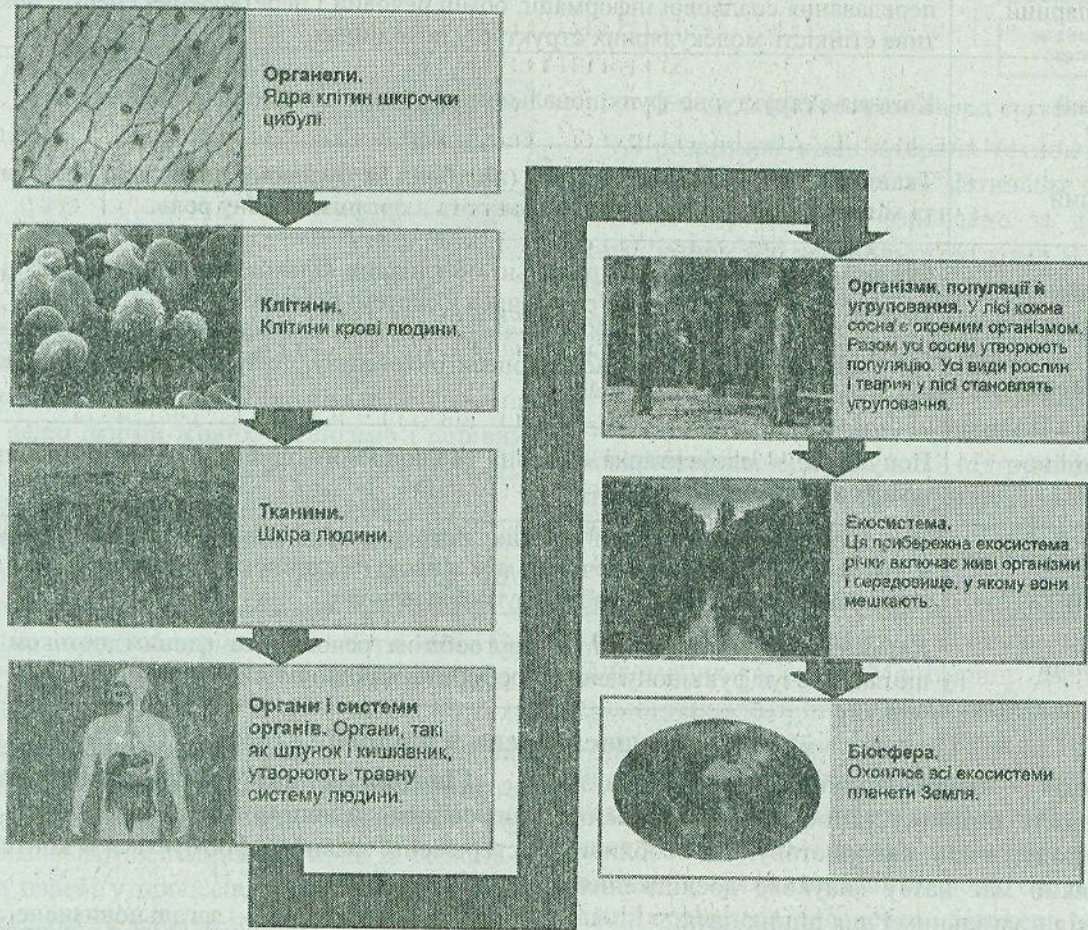 Органели.
Ядра клітин шкірочки
цибулі
Клітини.
Клітини крові людини.
Тканини.
Шкіра людини.
Органи і системи
органів. Органи, такі
як шлунок і кишківник,
утворюють травну
систему людини.
Організми, популяції й
угруповання. У лісі кожна
сосна є окремим організмом.
Разом усі сосни утворюють
популяцію. Усі види рослин
і тварин у лісі становлять
угруповання.
Екосистема.
Ця прибережна екосистема
річки включає живі організми
і середовище, у якому вони
мешкають.
Біосфера.
Охоплює всі екосистеми
планети Земля.